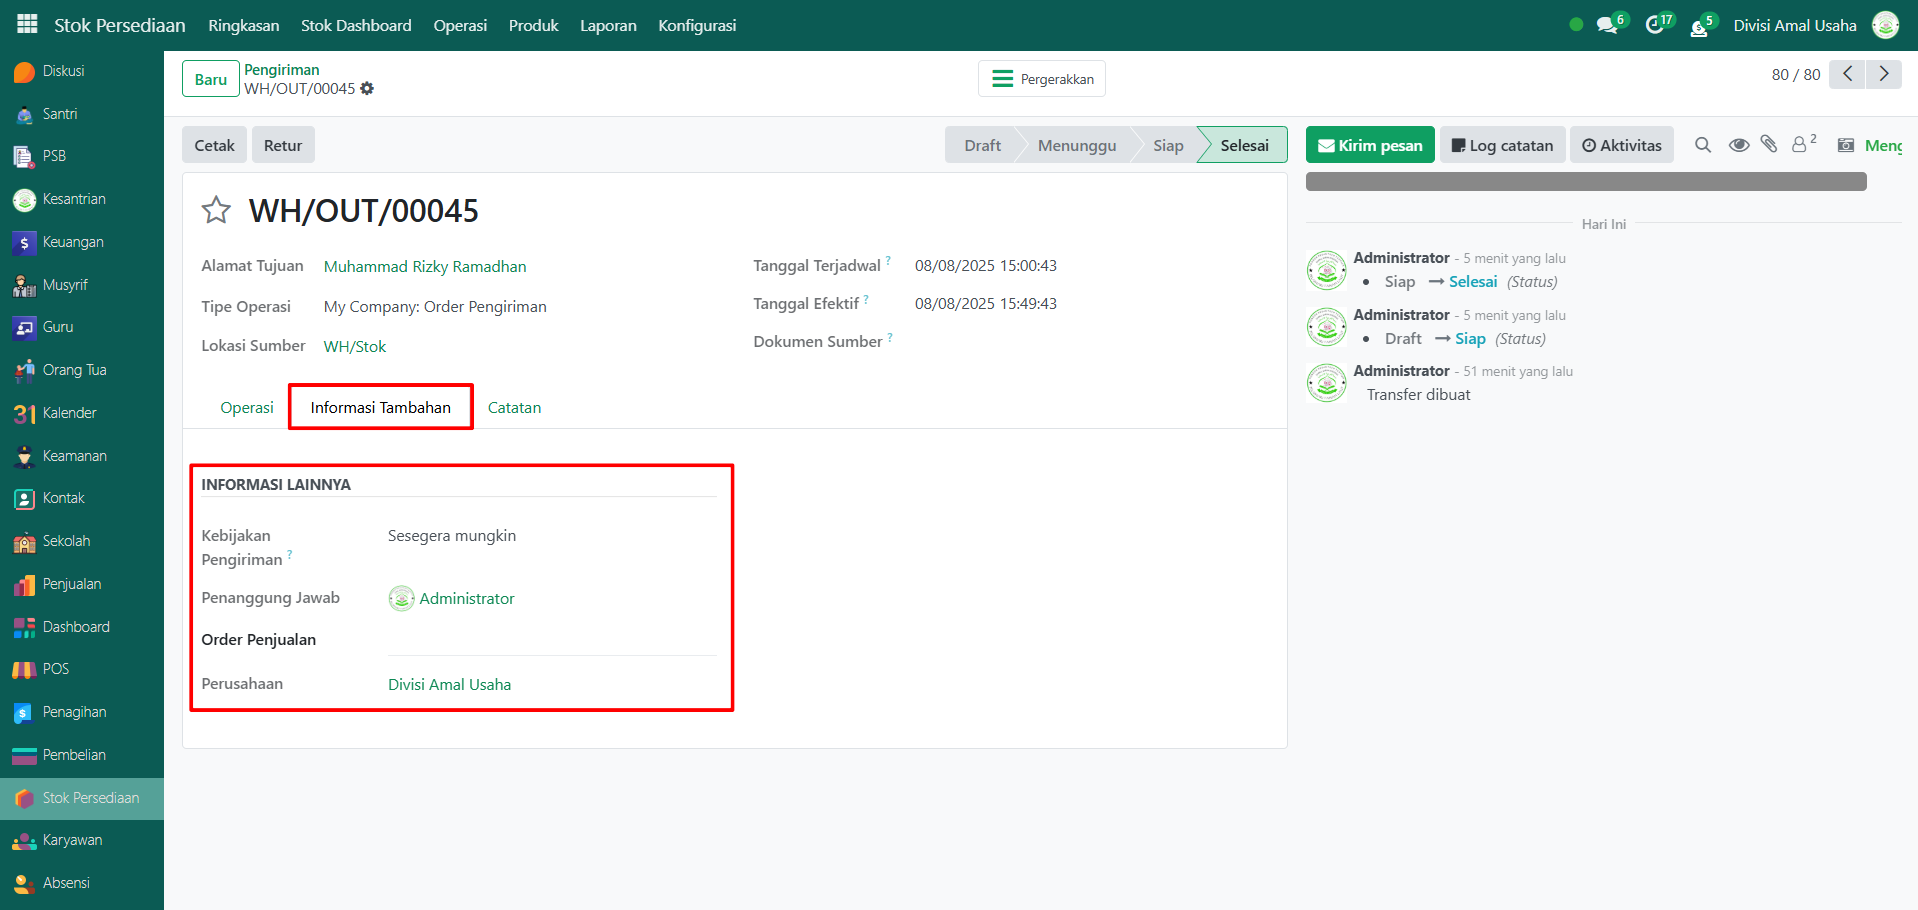 Stok Persediaan Ringkasan Stok Dashboard Operasi Produk Laporan Konfigurasi 6 17 5 Divisi Amal Usaha
Diskusi
Santri
PSB
Kesantrian
Keuangan
Musyrif
Guru
Orang Tua
31 Kalender
Keamanan
Kontak
Sekolah
Penjualan
Dashboard
POS
Penagihan
Pembelian
Stok Persediaan
Karyawan
Absensi
Baru
Pengiriman
WH/OUT/00045
Pergerakkan
80 / 80
Cetak Retur
Draft Menunggu Siap Selesai
WH/OUT/00045
Alamat Tujuan Muhammad Rizky Ramadhan
Tipe Operasi My Company: Order Pengiriman
Lokasi Sumber WH/Stok
Tanggal Terjadwal ? 08/08/2025 15:00:43
Tanggal Efektif ? 08/08/2025 15:49:43
Dokumen Sumber ?
Operasi Informasi Tambahan Catatan
INFORMASI LAINNYA
Kebijakan
Pengiriman ?
Sesegera mungkin
Penanggung Jawab Administrator
Order Penjualan
Perusahaan Divisi Amal Usaha
Kirim pesan Log catatan Aktivitas 2 Meng
Hari Ini
Administrator - 5 menit yang lalu
• Siap → Selesai (Status)
Administrator - 5 menit yang lalu
• Draft → Siap (Status)
Administrator - 51 menit yang lalu
Transfer dibuat